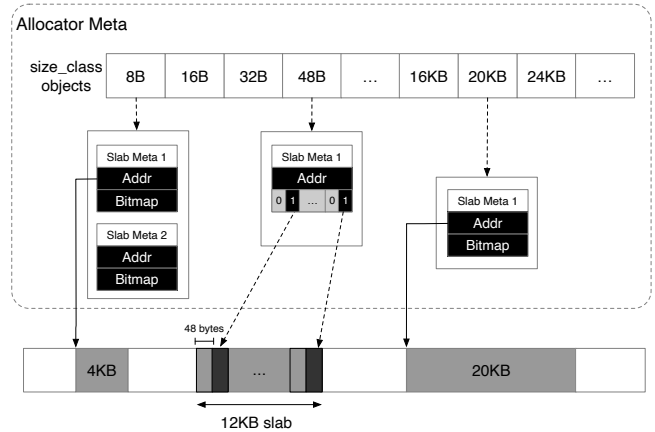 Allocator Meta
size_class
objects
8B 16B 32B 48B ... 16KB 20KB 24KB ...
Slab Meta 1
Addr
Bitmap
Slab Meta 2
Addr
Bitmap
Slab Meta 1
Addr
0 1 ... 0 1
Slab Meta 1
Addr
Bitmap
48 bytes
4KB ... 20KB
12KB slab